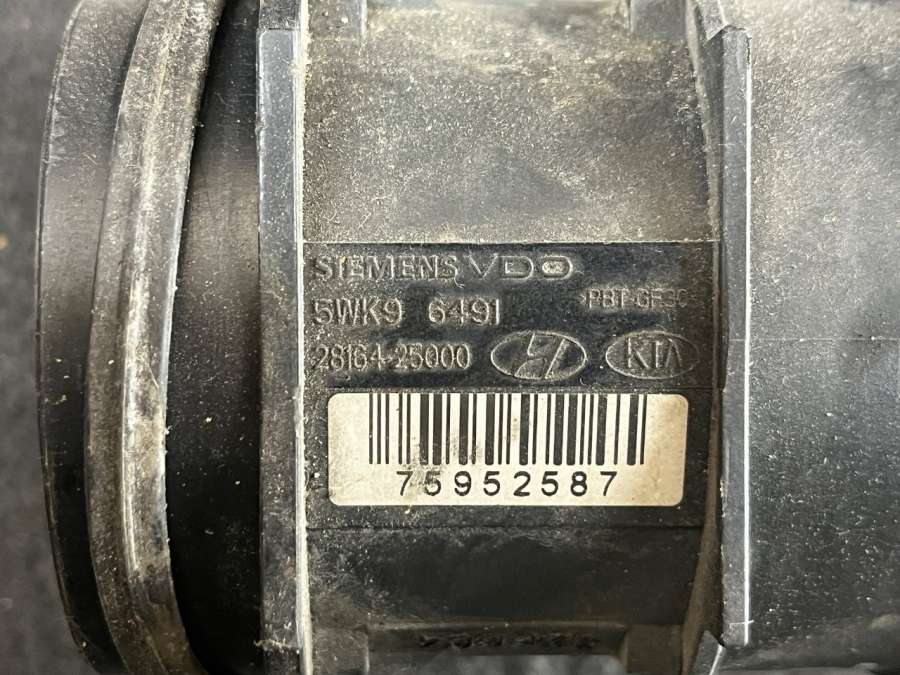 SIEMENS VDO
5WK9 6491
PBT-GF30
28164-25000
KIA
75952587